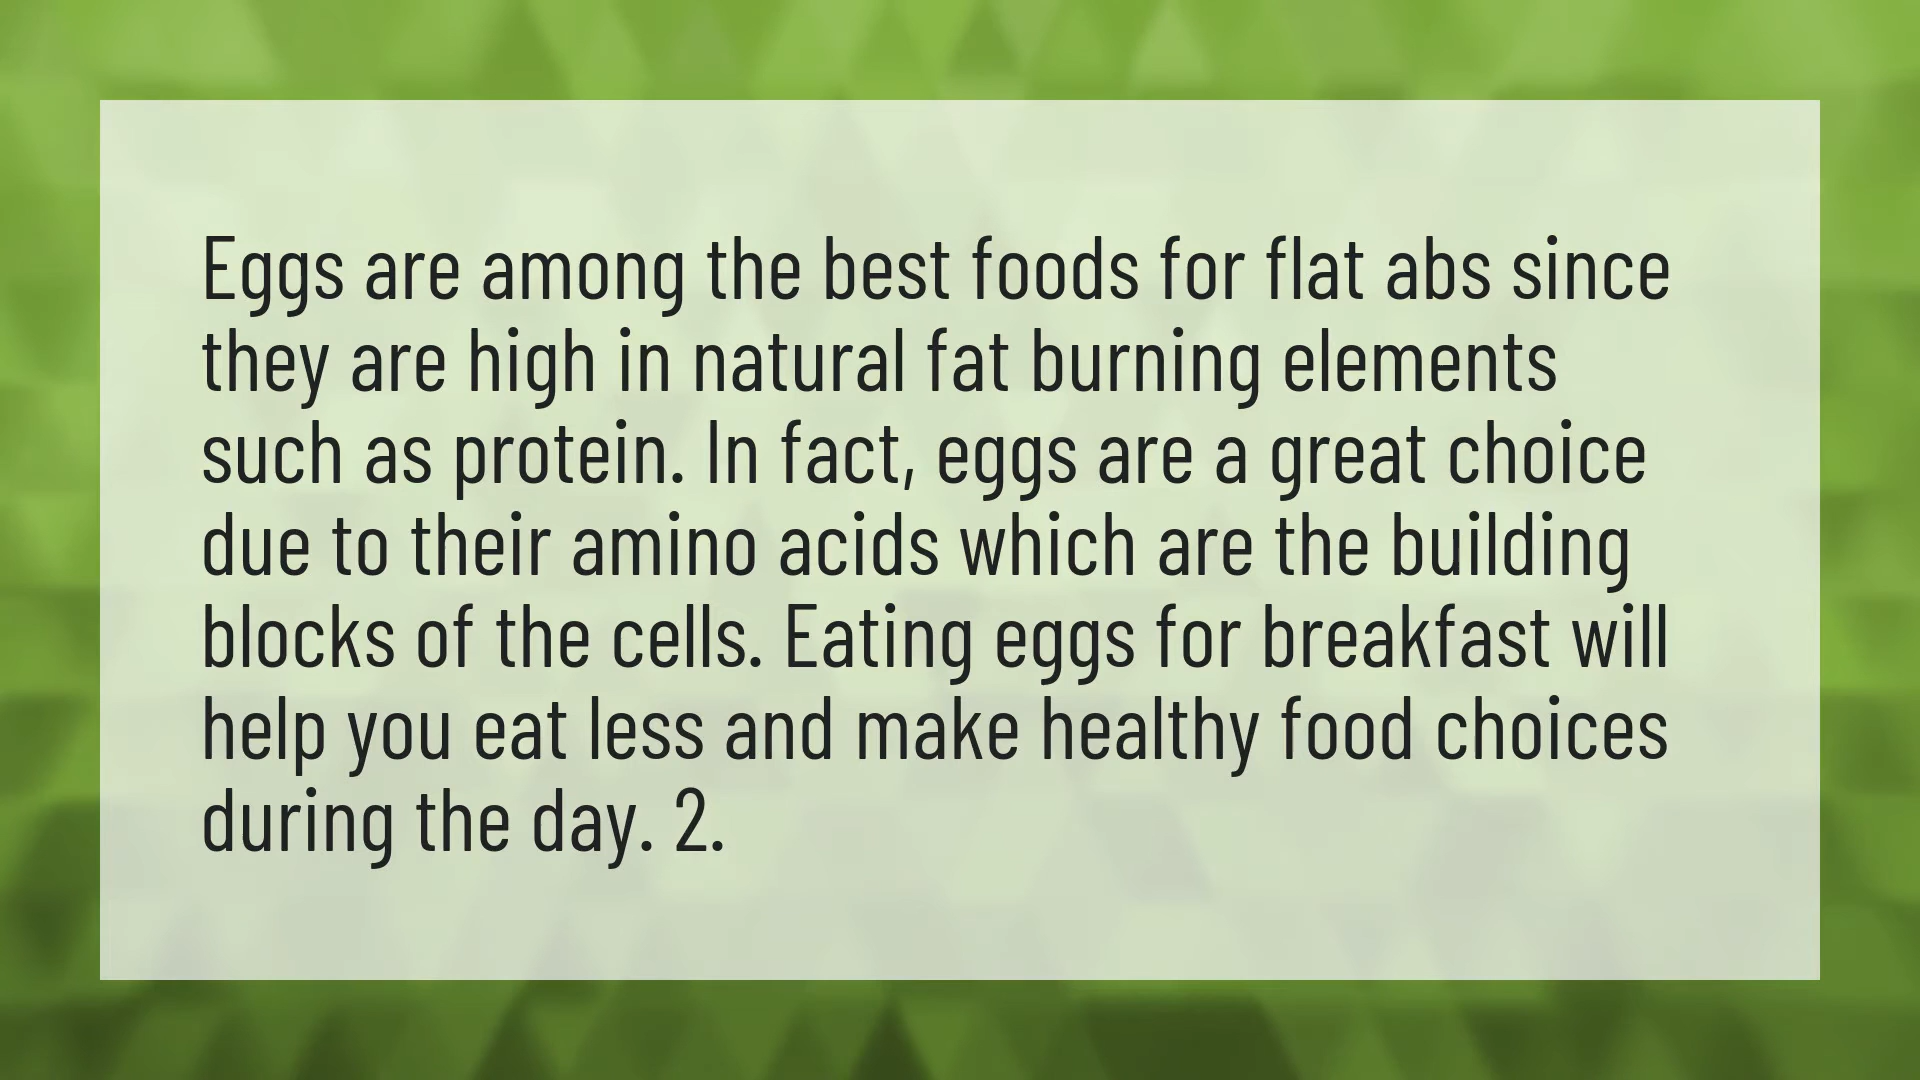 Eggs are among the best foods for flat abs since
they are high in natural fat burning elements
such as protein. In fact, eggs are a great choice
due to their amino acids which are the building
blocks of the cells. Eating eggs for breakfast will
help you eat less and make healthy food choices
during the day. 2.